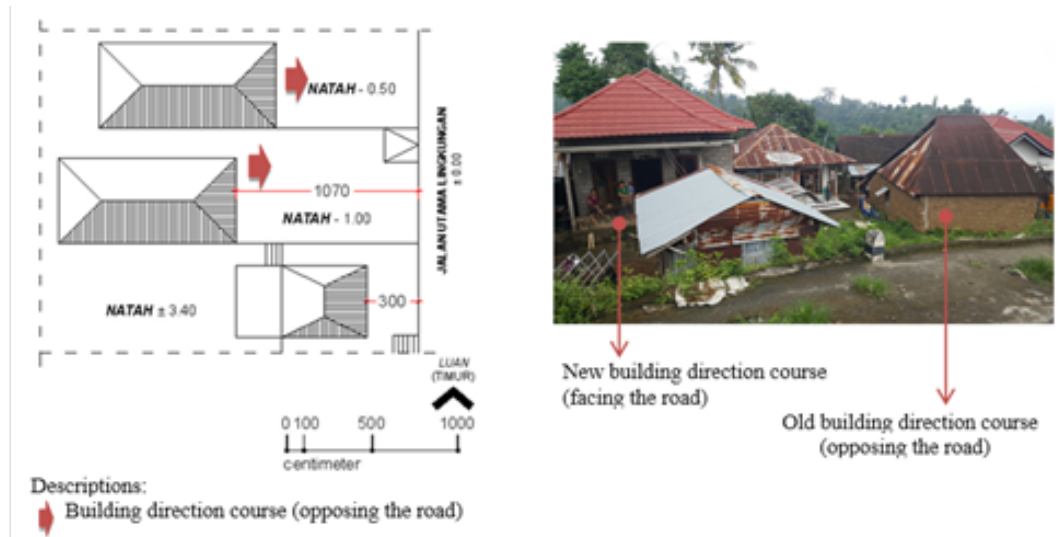 NATAH - 0.50
JALAN UTAMA LINGKUNGAN
± 0.00
1070
NATAH - 1.00
NATAH ± 3.40
300
LUAN
(TIMUR)
0 100 500 1000
centimeter
Descriptions:
Building direction course (opposing the road)
New building direction course
(facing the road)
Old building direction course
(opposing the road)